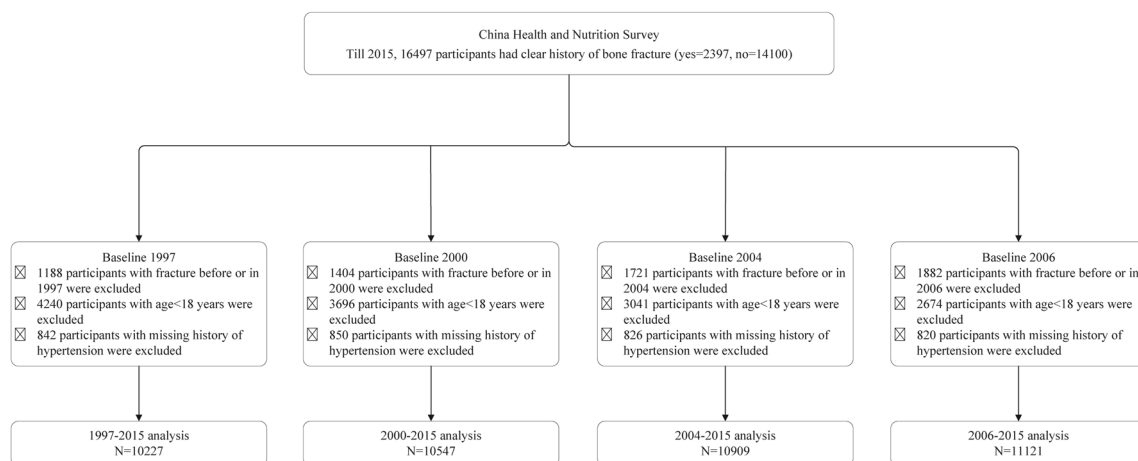 China Health and Nutrition Survey
Till 2015, 16497 participants had clear history of bone fracture (yes=2397, no=14100)
Baseline 1997
1188 participants with fracture before or in
1997 were excluded
4240 participants with age<18 years were
excluded
842 participants with missing history of
hypertension were excluded
Baseline 2000
1404 participants with fracture before or in
2000 were excluded
3696 participants with age<18 years were
excluded
850 participants with missing history of
hypertension were excluded
Baseline 2004
1721 participants with fracture before or in
2004 were excluded
3041 participants with age<18 years were
excluded
826 participants with missing history of
hypertension were excluded
Baseline 2006
1882 participants with fracture before or in
2006 were excluded
2674 participants with age<18 years were
excluded
820 participants with missing history of
hypertension were excluded
1997-2015 analysis
N=10227
2000-2015 analysis
N=10547
2004-2015 analysis
N=10909
2006-2015 analysis
N=11121